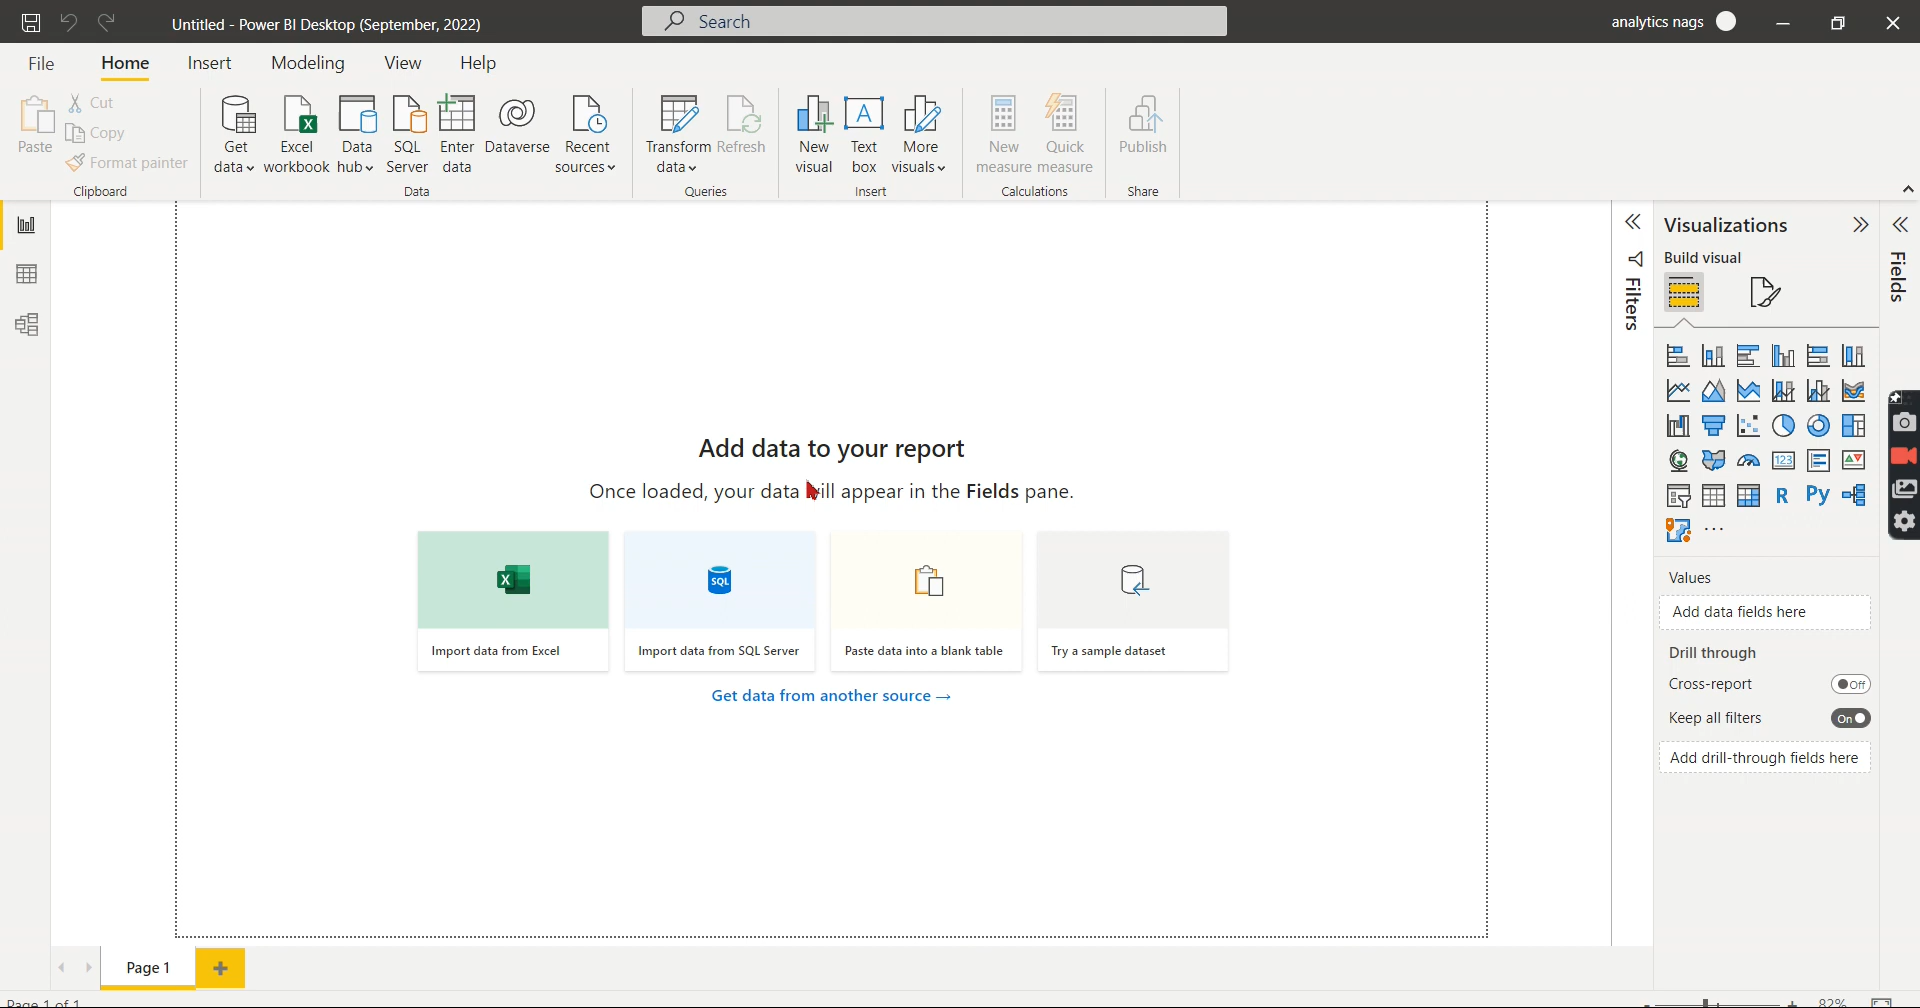 Untitled - Power BI Desktop (September, 2022)
Search
analytics nags
File Home Insert Modeling View Help
Paste
Cut
Copy
Format painter
Clipboard
Get data
Excel workbook
Data hub
SQL Server
Enter data
Dataverse
Recent sources
Data
Transform data
Refresh
Queries
New visual
Text box
A
More visuals
Insert
New measure
Quick measure
Calculations
Publish
Share
Add data to your report
Once loaded, your data will appear in the Fields pane.
X
SQL
Import data from Excel
Import data from SQL Server
Paste data into a blank table
Try a sample dataset
Get data from another source →
Filters
Visualizations
Build visual
123
R
Py
...
Values
Add data fields here
Drill through
Cross-report
Off
Keep all filters
On
Add drill-through fields here
Fields
Page 1
Page 1 of 1
82%